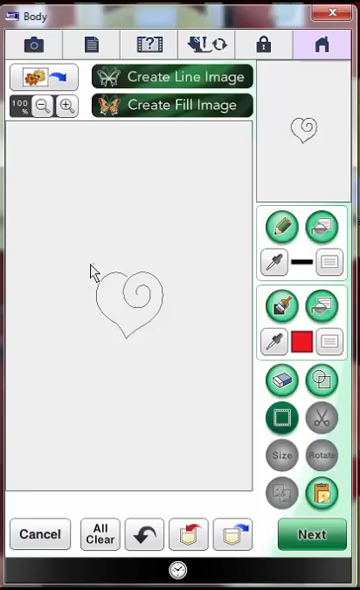 Body
Create Line Image
100 %
Create Fill Image
Size
Rotate
Cancel
All Clear
Next